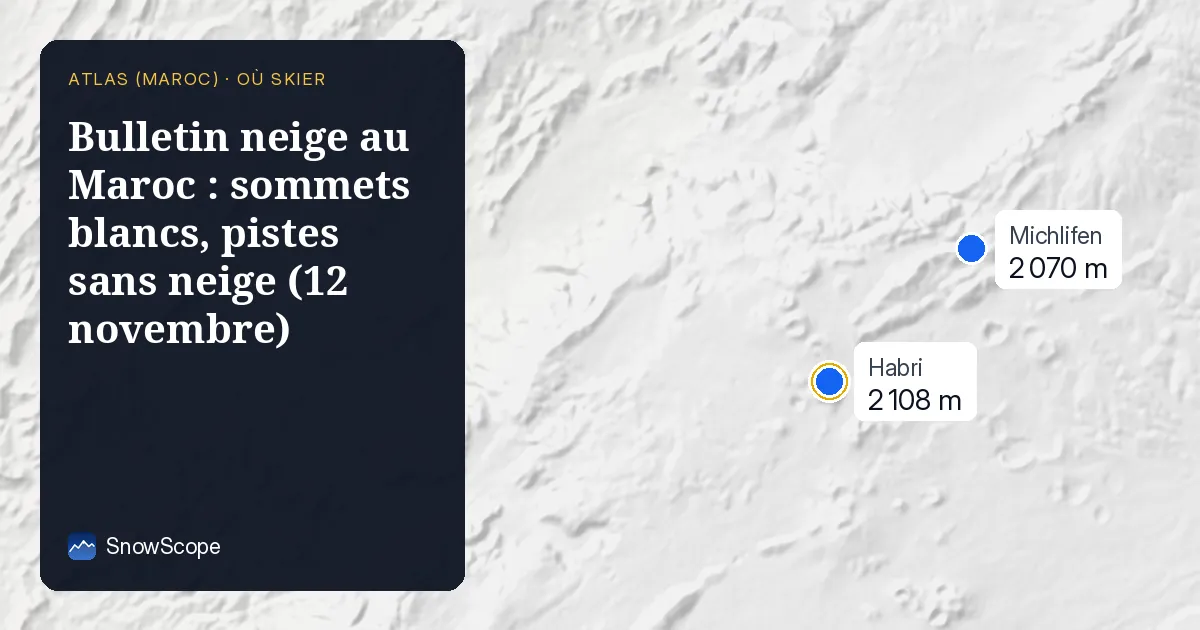 ATLAS (MAROC) · OÙ SKIER
Bulletin neige au
Maroc : sommets
blancs, pistes
sans neige (12
novembre)
SnowScope
Michlifen
2 070 m
Habri
2 108 m